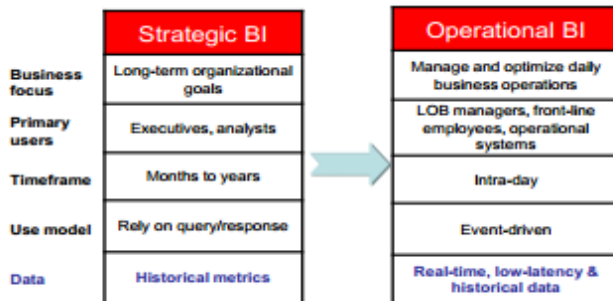 Strategic BI
Operational BI
Business focus
Long-term organizational
goals
Manage and optimize daily
business operations
Primary users
Executives, analysts
LOB managers, front-line
employees, operational
systems
Timeframe
Months to years
Intra-day
Use model
Rely on query/response
Event-driven
Data
Historical metrics
Real-time, low-latency &
historical data